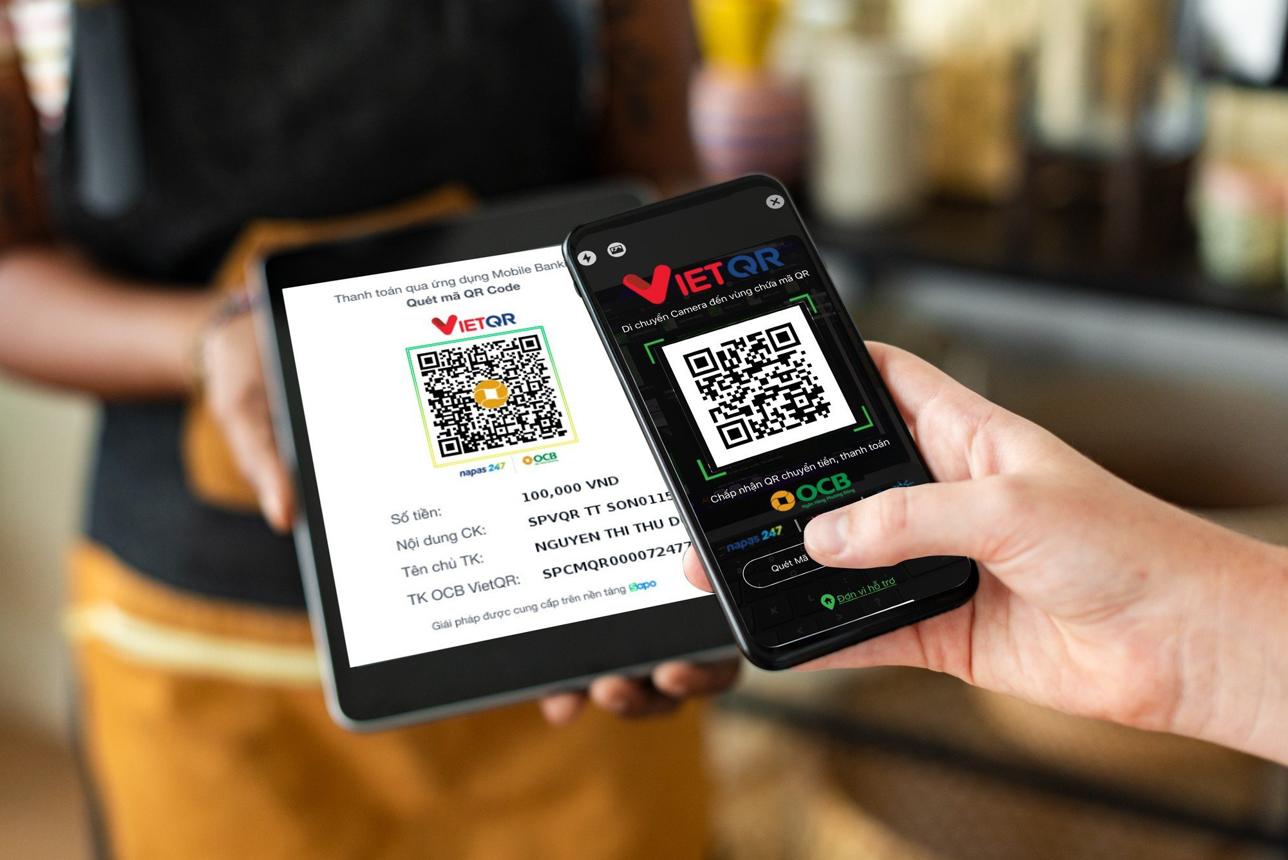 Thanh toán qua ứng dụng Mobile Bank
Quét mã QR Code
VIETQR
napas 247
OCB
Số tiền: 100,000 VND
Nội dung CK: SPVQR TT SON0115
Tên chủ TK: NGUYEN THI THU D
TK OCB VietQR: SPCMQR000072477
Giải pháp được cung cấp trên nền tảng Sapo
VIETQR
Di chuyển Camera đến vùng chứa mã QR
Chấp nhận QR chuyển tiền, thanh toán
OCB
napas 247
Quét Mã
Đơn vị hỗ trợ